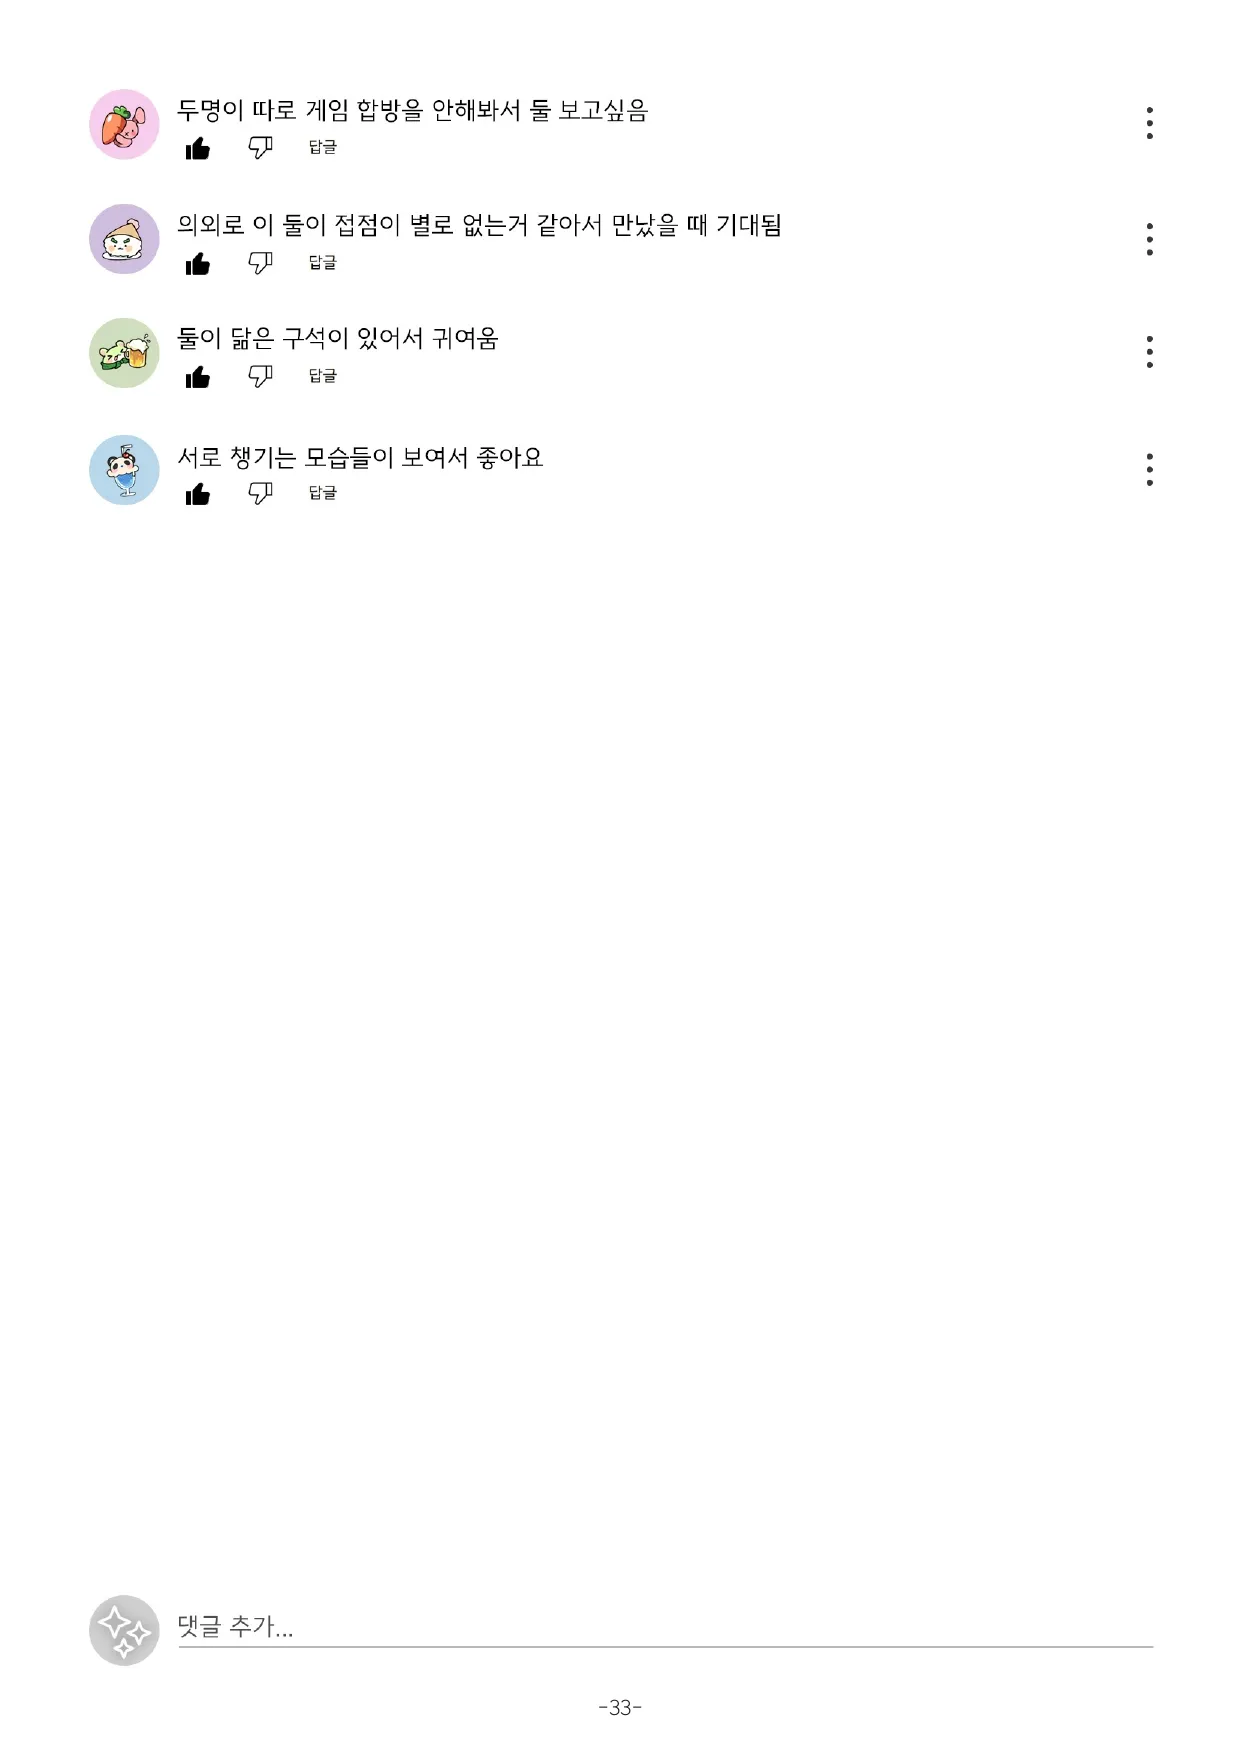 두명이 따로 게임 합방을 안해봐서 둘 보고싶음
답글
의외로 이 둘이 접점이 별로 없는거 같아서 만났을 때 기대됨
답글
둘이 닮은 구석이 있어서 귀여움
답글
서로 챙기는 모습들이 보여서 좋아요
답글
댓글 추가...
-33-